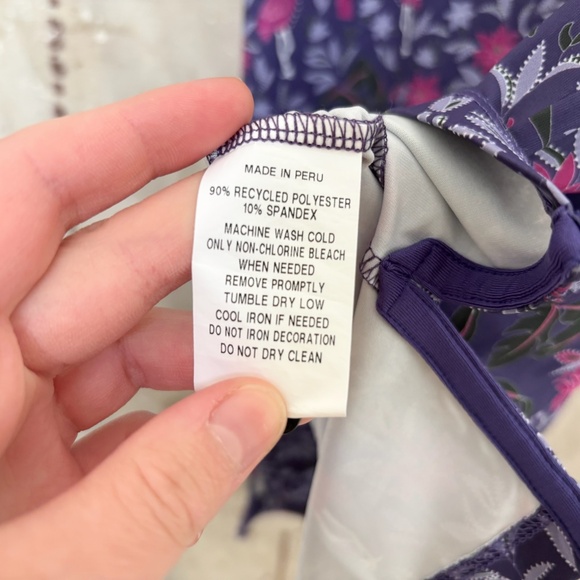 MADE IN PERU
90% RECYCLED POLYESTER
10% SPANDEX
MACHINE WASH COLD
ONLY NON-CHLORINE BLEACH
WHEN NEEDED
REMOVE PROMPTLY
TUMBLE DRY LOW
COOL IRON IF NEEDED
DO NOT IRON DECORATION
DO NOT DRY CLEAN